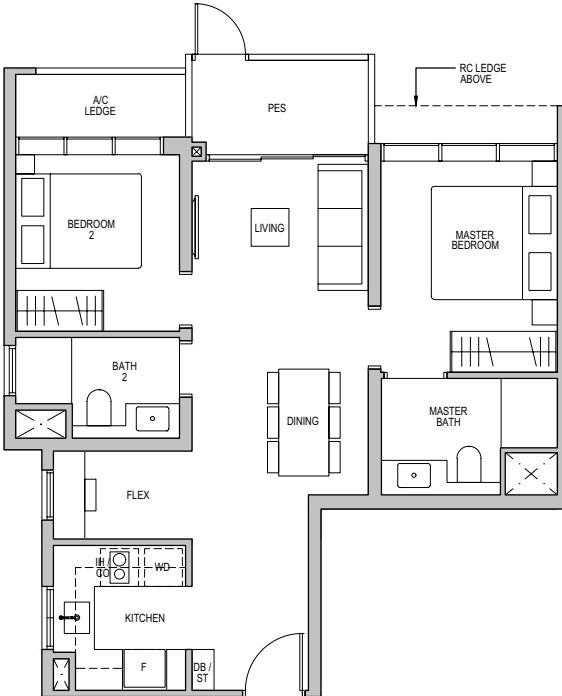 RC LEDGE
ABOVE
A/C
LEDGE
PES
BEDROOM
2
LIVING
MASTER
BEDROOM
BATH
2
DINING
MASTER
BATH
FLEX
IH /
CO
WD
KITCHEN
F
DB /
ST